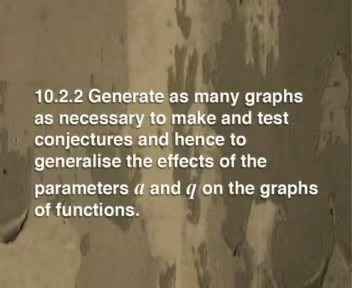 10.2.2 Generate as many graphs
as necessary to make and test
conjectures and hence to
generalise the effects of the
parameters a and q on the graphs
of functions.